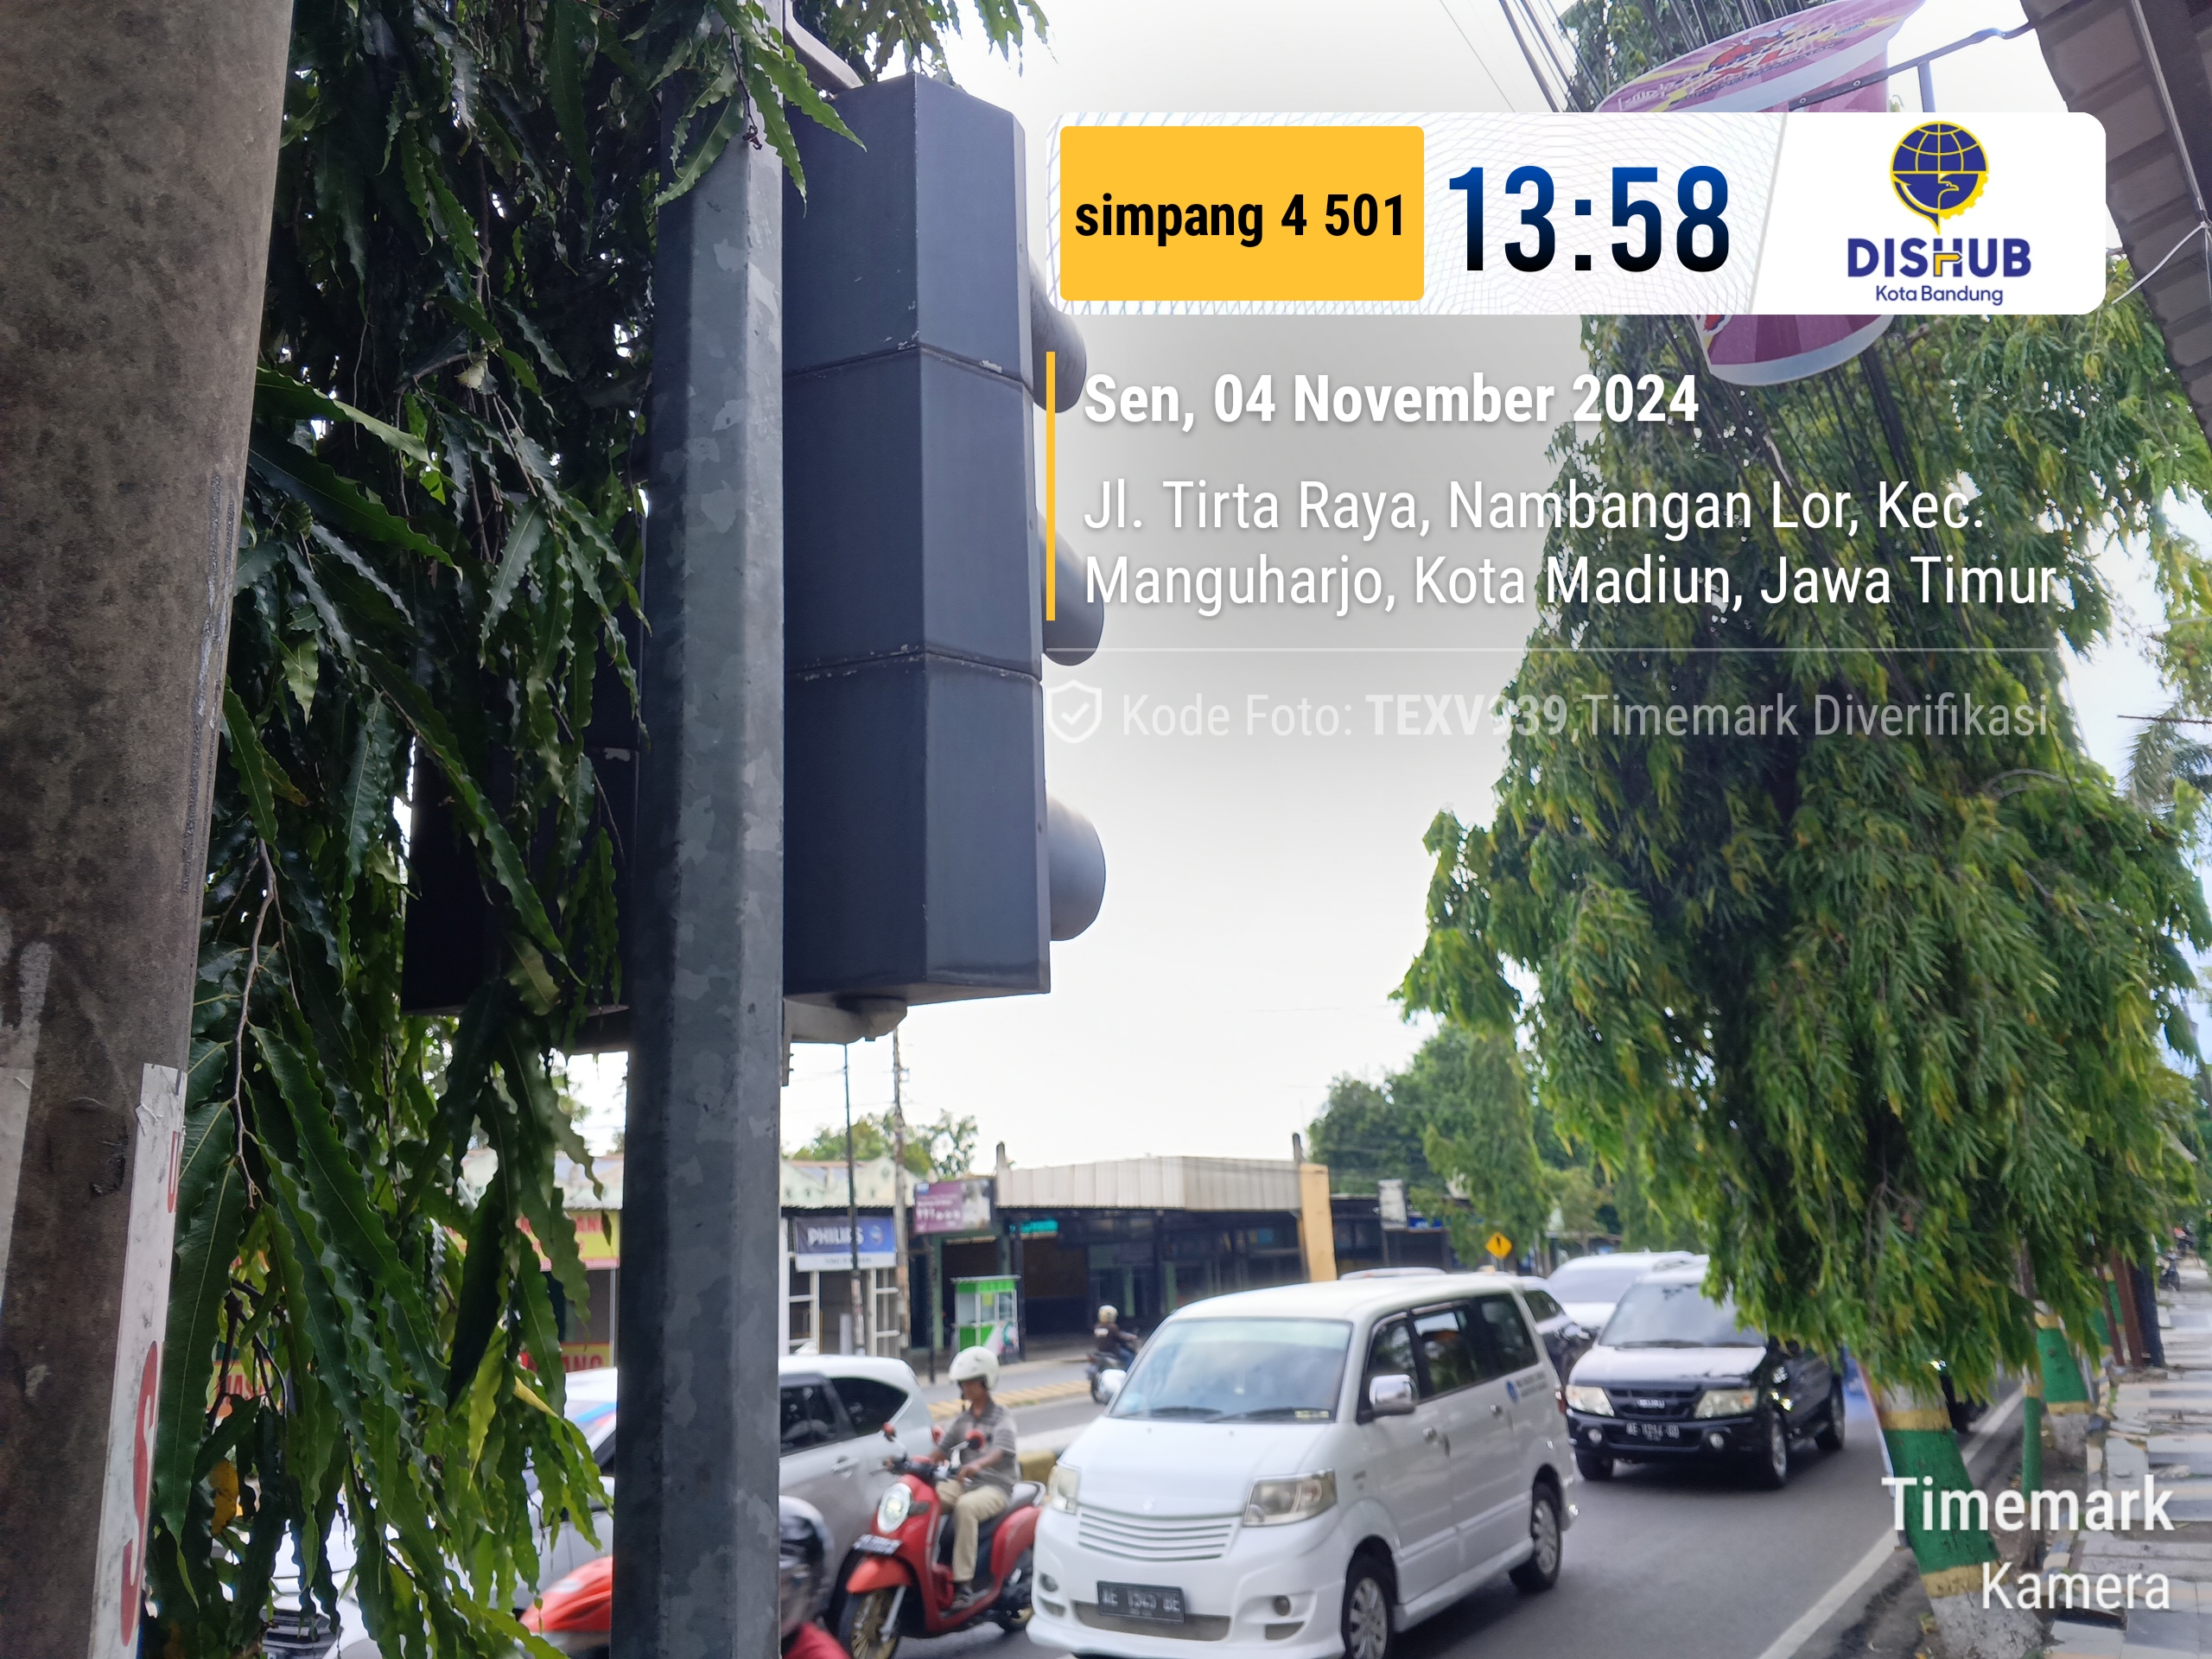 simpang 4 501
13:58
DISHUB
Kota Bandung
Sen, 04 November 2024
Jl. Tirta Raya, Nambangan Lor, Kec.
Manguharjo, Kota Madiun, Jawa Timur
Kode Foto: TEXV939,Timemark Diverifikasi
PHILIPS
Timemark
Kamera